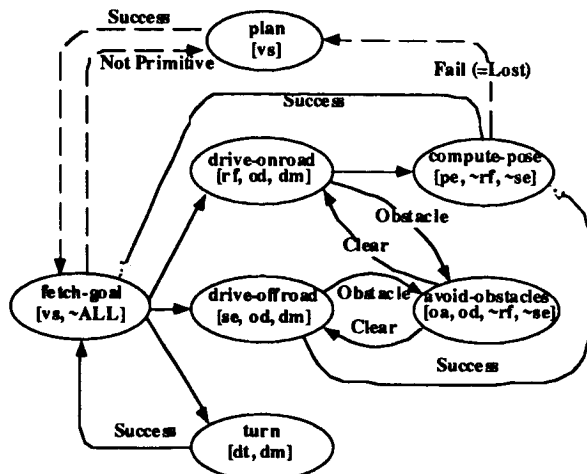 Success
plan
[vs]
Not Primitive
Fail (=Lost)
Success
drive-onroad
[rf, od, dm]
compute-pose
[pe, ~rf, ~se]
Obstacle
Clear
fetch-goal
[vs, ~ALL]
drive-offroad
[se, od, dm]
Obstacle
avoid-obstacles
[oa, od, ~rf, ~se]
Clear
Success
Success
turn
[dt, dm]